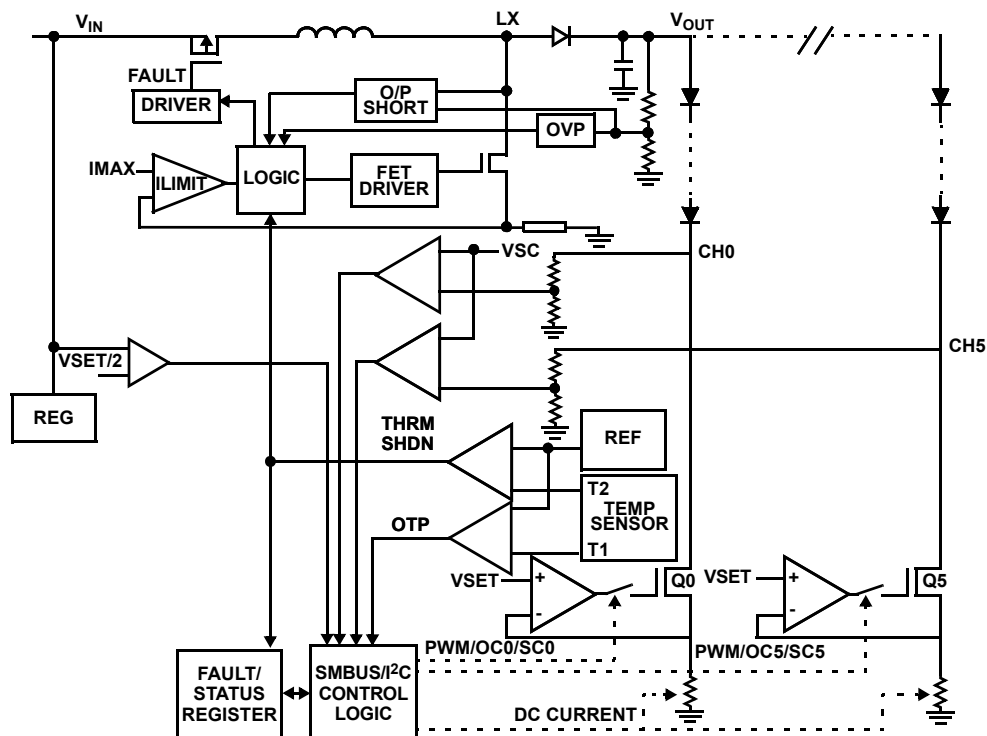 VIN
LX
VOUT
FAULT
DRIVER
O/P
SHORT
OVP
IMAX
ILIMIT
LOGIC
FET
DRIVER
VSC
CH0
VSET/2
CH5
REG
THRM
SHDN
REF
T2
TEMP
SENSOR
T1
OTP
VSET
+
-
Q0
VSET
+
-
Q5
PWM/OC0/SC0
PWM/OC5/SC5
FAULT/
STATUS
REGISTER
SMBUS/I²C
CONTROL
LOGIC
DC CURRENT